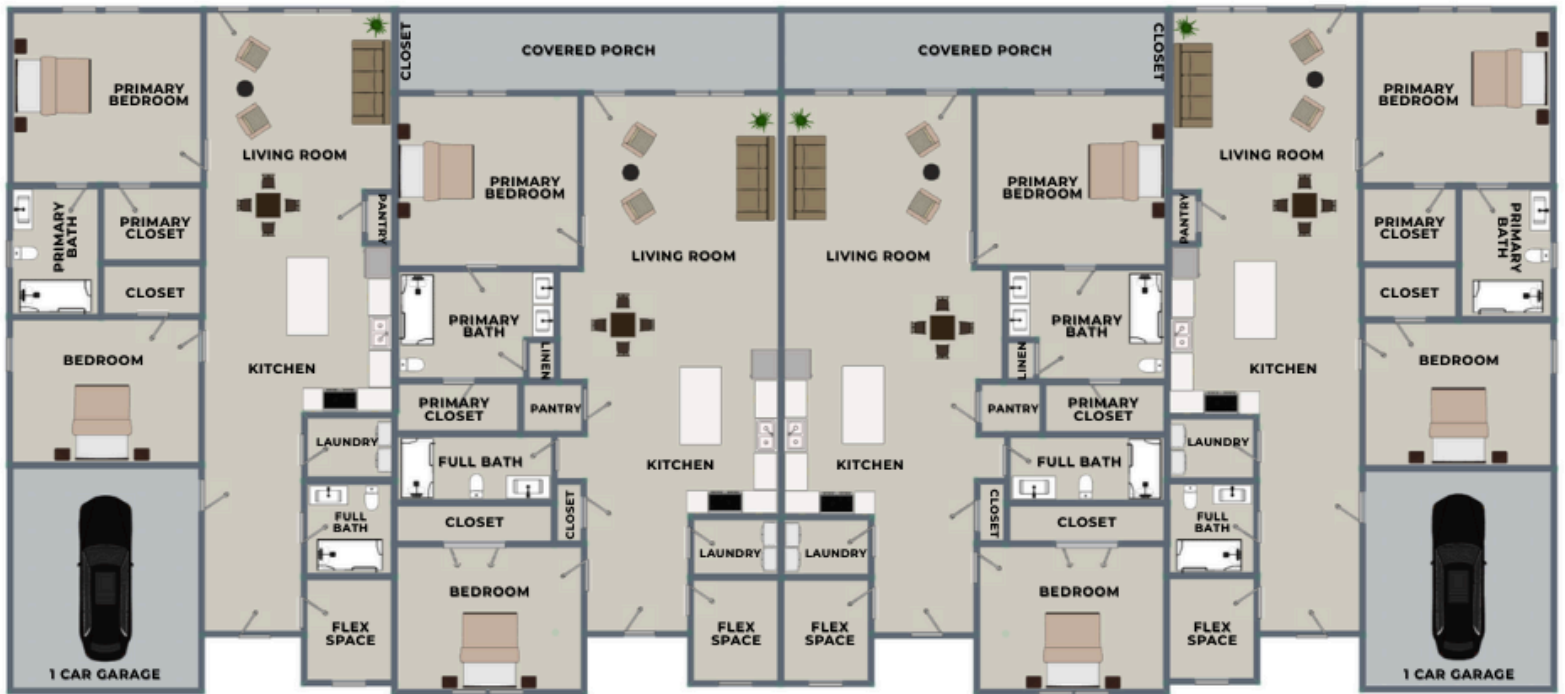 PRIMARY
BEDROOM
LIVING ROOM
PRIMARY
BATH
PRIMARY
CLOSET
CLOSET
PANTRY
BEDROOM
KITCHEN
LAUNDRY
FULL
BATH
FLEX
SPACE
1 CAR GARAGE
CLOSET
COVERED PORCH
PRIMARY
BEDROOM
LIVING ROOM
PRIMARY
BATH
LINEN
PRIMARY
CLOSET
PANTRY
FULL BATH
KITCHEN
CLOSET
CLOSET
LAUNDRY
BEDROOM
FLEX
SPACE
COVERED PORCH
CLOSET
PRIMARY
BEDROOM
LIVING ROOM
PRIMARY
BATH
LINEN
PANTRY
PRIMARY
CLOSET
KITCHEN
FULL BATH
CLOSET
CLOSET
LAUNDRY
BEDROOM
FLEX
SPACE
PRIMARY
BEDROOM
LIVING ROOM
PANTRY
PRIMARY
CLOSET
PRIMARY
BATH
CLOSET
KITCHEN
BEDROOM
LAUNDRY
FULL
BATH
FLEX
SPACE
1 CAR GARAGE